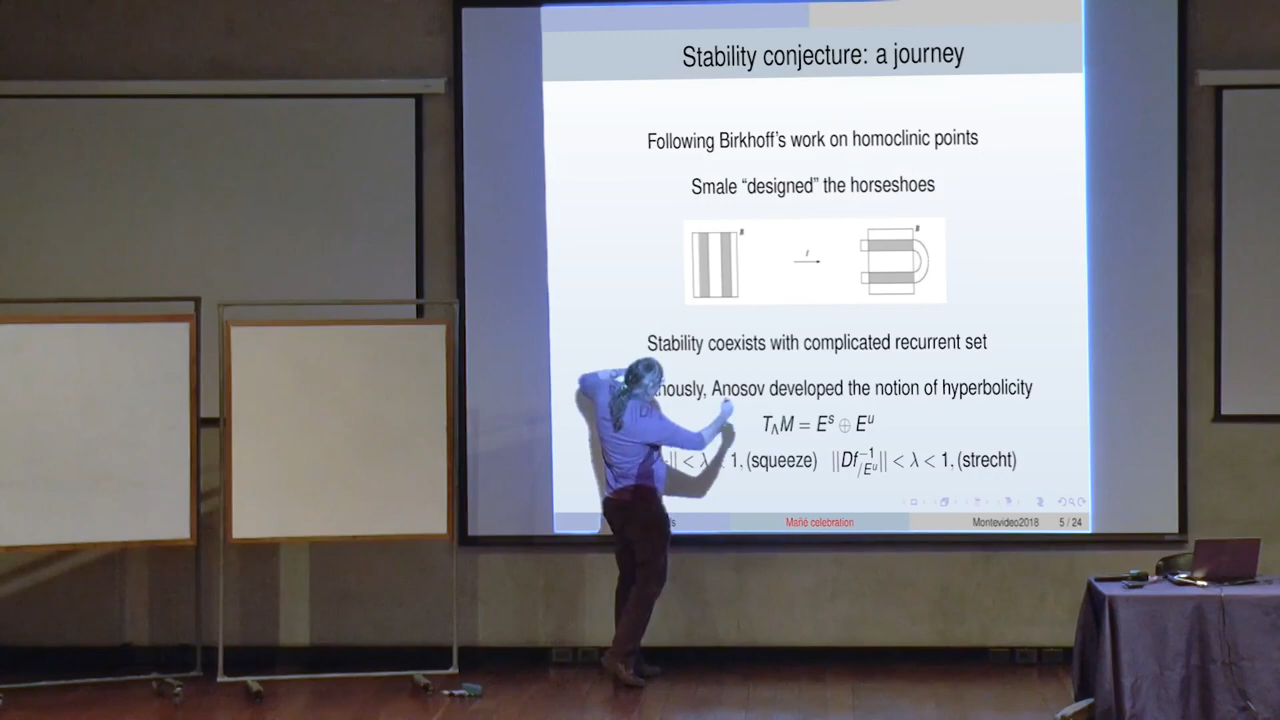 Stability conjecture: a journey
Following Birkhoff's work on homoclinic points
Smale “designed” the horseshoes
B
f
B
Stability coexists with complicated recurrent set
Anosov developed the notion of hyperbolicity
T_ΛM = E^s ⊕ E^u
|| < λ < 1, (squeeze) ||Df^{-1}_{/E^u}|| < λ < 1, (strecht)
Mañé celebration Montevideo2018 5 / 24